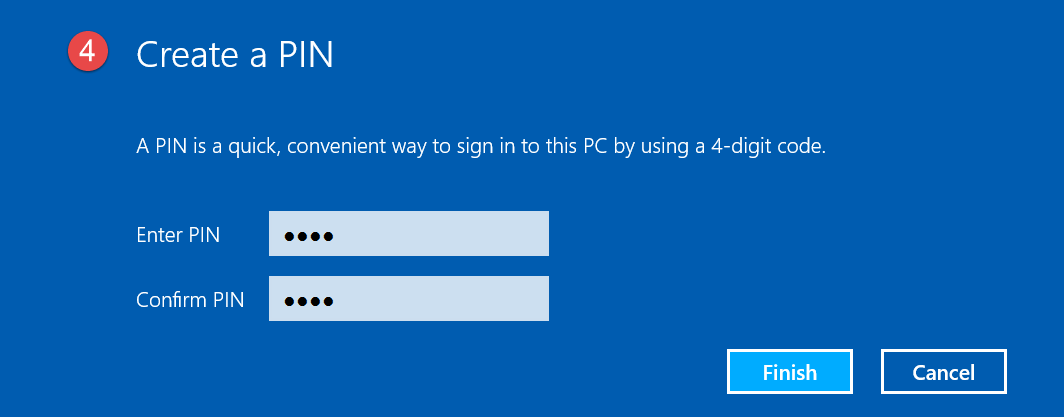 4 Create a PIN
A PIN is a quick, convenient way to sign in to this PC by using a 4-digit code.
Enter PIN ●●●●
Confirm PIN ●●●●
Finish Cancel